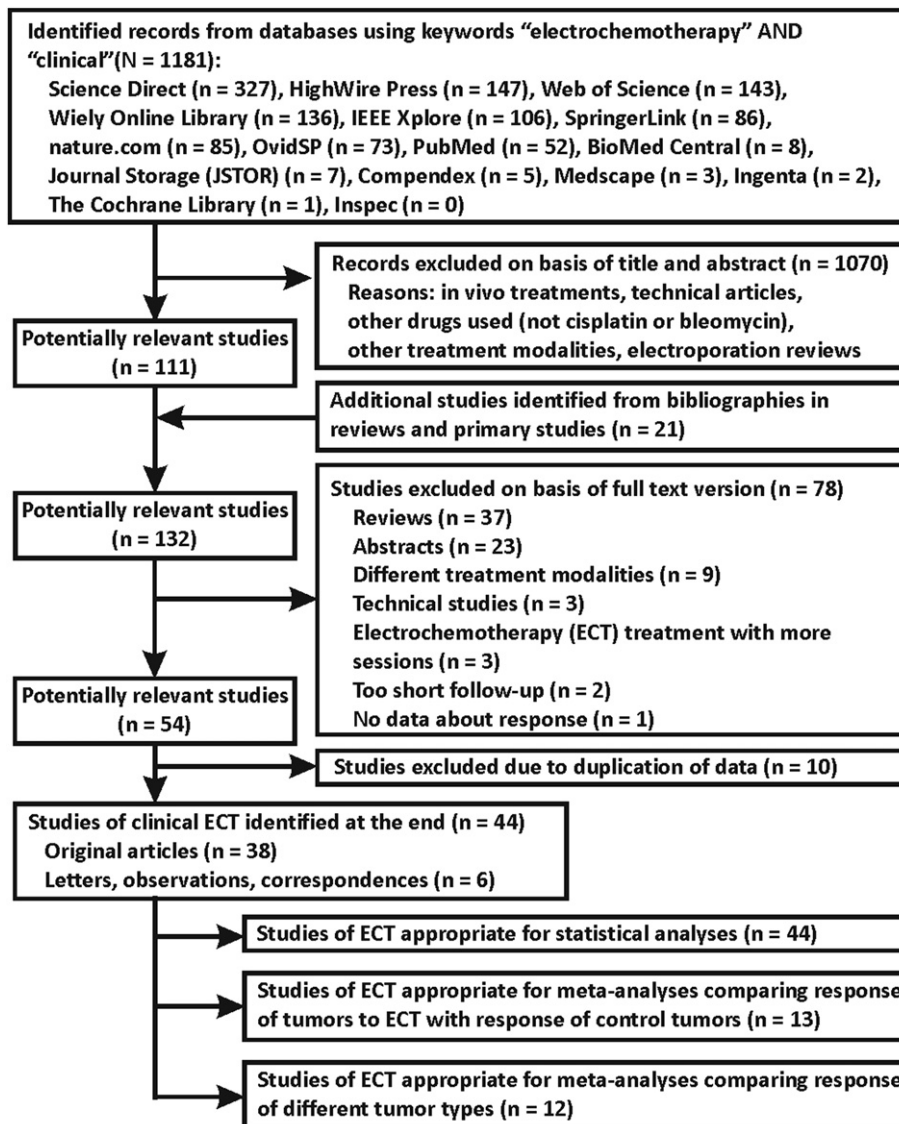 Identified records from databases using keywords “electrochemotherapy” AND
“clinical”(N = 1181):
Science Direct (n = 327), HighWire Press (n = 147), Web of Science (n = 143),
Wiely Online Library (n = 136), IEEE Xplore (n = 106), SpringerLink (n = 86),
nature.com (n = 85), OvidSP (n = 73), PubMed (n = 52), BioMed Central (n = 8),
Journal Storage (JSTOR) (n = 7), Compendex (n = 5), Medscape (n = 3), Ingenta (n = 2),
The Cochrane Library (n = 1), Inspec (n = 0)
Records excluded on basis of title and abstract (n = 1070)
Reasons: in vivo treatments, technical articles,
other drugs used (not cisplatin or bleomycin),
other treatment modalities, electroporation reviews
Potentially relevant studies
(n = 111)
Additional studies identified from bibliographies in
reviews and primary studies (n = 21)
Potentially relevant studies
(n = 132)
Studies excluded on basis of full text version (n = 78)
Reviews (n = 37)
Abstracts (n = 23)
Different treatment modalities (n = 9)
Technical studies (n = 3)
Electrochemotherapy (ECT) treatment with more
sessions (n = 3)
Too short follow-up (n = 2)
No data about response (n = 1)
Potentially relevant studies
(n = 54)
Studies excluded due to duplication of data (n = 10)
Studies of clinical ECT identified at the end (n = 44)
Original articles (n = 38)
Letters, observations, correspondences (n = 6)
Studies of ECT appropriate for statistical analyses (n = 44)
Studies of ECT appropriate for meta-analyses comparing response
of tumors to ECT with response of control tumors (n = 13)
Studies of ECT appropriate for meta-analyses comparing response
of different tumor types (n = 12)